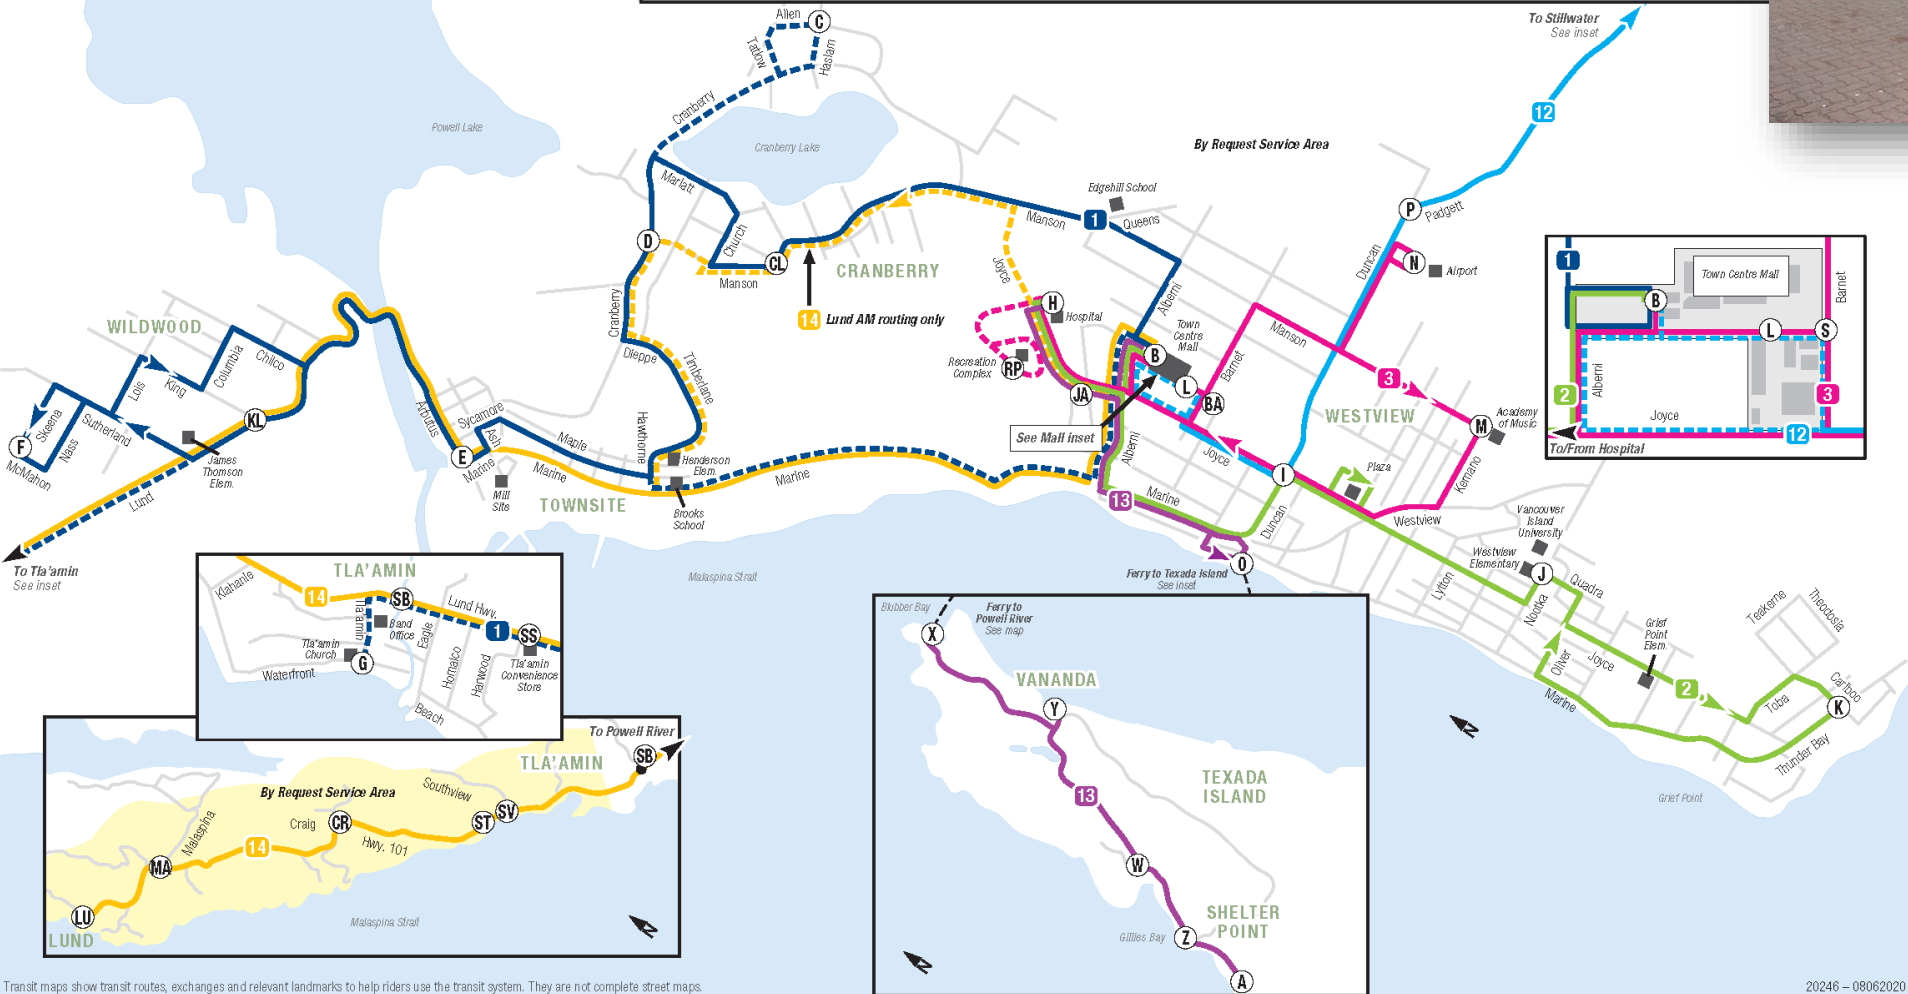 Allen
C
Tatlow
Haslam
To Stillwater
See inset
Cranberry
12
Powell Lake
Cranberry Lake
By Request Service Area
Marlatt
Edgehill School
Manson
1
Queens
P
Padgett
D
Church
CL
Manson
CRANBERRY
Joyce
Duncan
N
Airport
14
Lund AM routing only
H
Hospital
Alberni
Town
Centre
Mall
B
Manson
WILDWOOD
Cranberry
Dieppe
Timberlane
Recreation
Complex
RP
JA
L
BA
Barnet
3
WESTVIEW
M
Academy
of Music
Columbia
Chilco
Lois
King
Skeena
Sutherland
Nass
F
McMahon
KL
James
Thomson
Elem.
Lund
Arbutus
Sycamore
Ash
E
Marine
Maple
Marine
Hawthorne
Henderson
Elem.
Mill
Site
TOWNSITE
Brooks
School
Marine
See Mall inset
Alberni
Joyce
I
Plaza
Kemano
Westview
13
Marine
Duncan
O
Ferry to Texada Island
See inset
Malaspina Strait
Vancouver
Island
University
Westview
Elementary
J
Quadra
Lytton
Nootka
Oliver
Joyce
Grief
Point
Elem.
2
Marine
Toba
Teakerne
Theodosia
Cariboo
K
Thunder Bay
Grief Point
1
Town Centre Mall
B
L
S
Barnet
2
Alberni
3
Joyce
12
To/From Hospital
To Tla'amin
See inset
TLA'AMIN
Klahanie
14
SB
Lund Hwy.
Tla'amin
Band
Office
Eagle
1
SS
Tla'amin
Church
G
Waterfront
Homalco
Harwood
Tla'amin
Convenience
Store
Beach
To Powell River
SB
TLA'AMIN
By Request Service Area
Southview
SV
ST
Craig
CR
Hwy. 101
Malaspina
14
MA
LU
LUND
Malaspina Strait
N
Blubber Bay
Ferry to
Powell River
See map
X
VANANDA
Y
13
TEXADA
ISLAND
W
SHELTER
POINT
Gillies Bay
Z
A
N
N
Transit maps show transit routes, exchanges and relevant landmarks to help riders use the transit system. They are not complete street maps.
20246 – 08062020